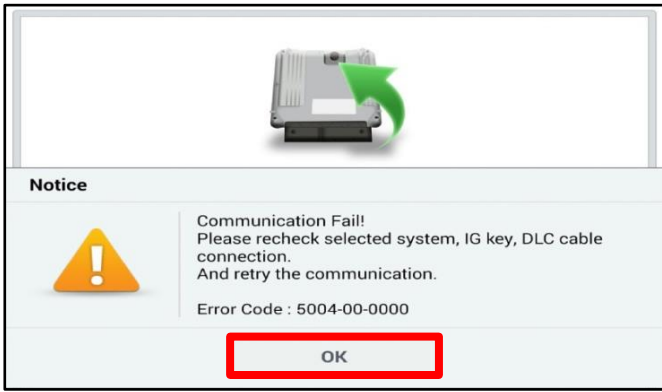 Notice
Communication Fail!
Please recheck selected system, IG key, DLC cable
connection.
And retry the communication.
Error Code : 5004-00-0000
OK